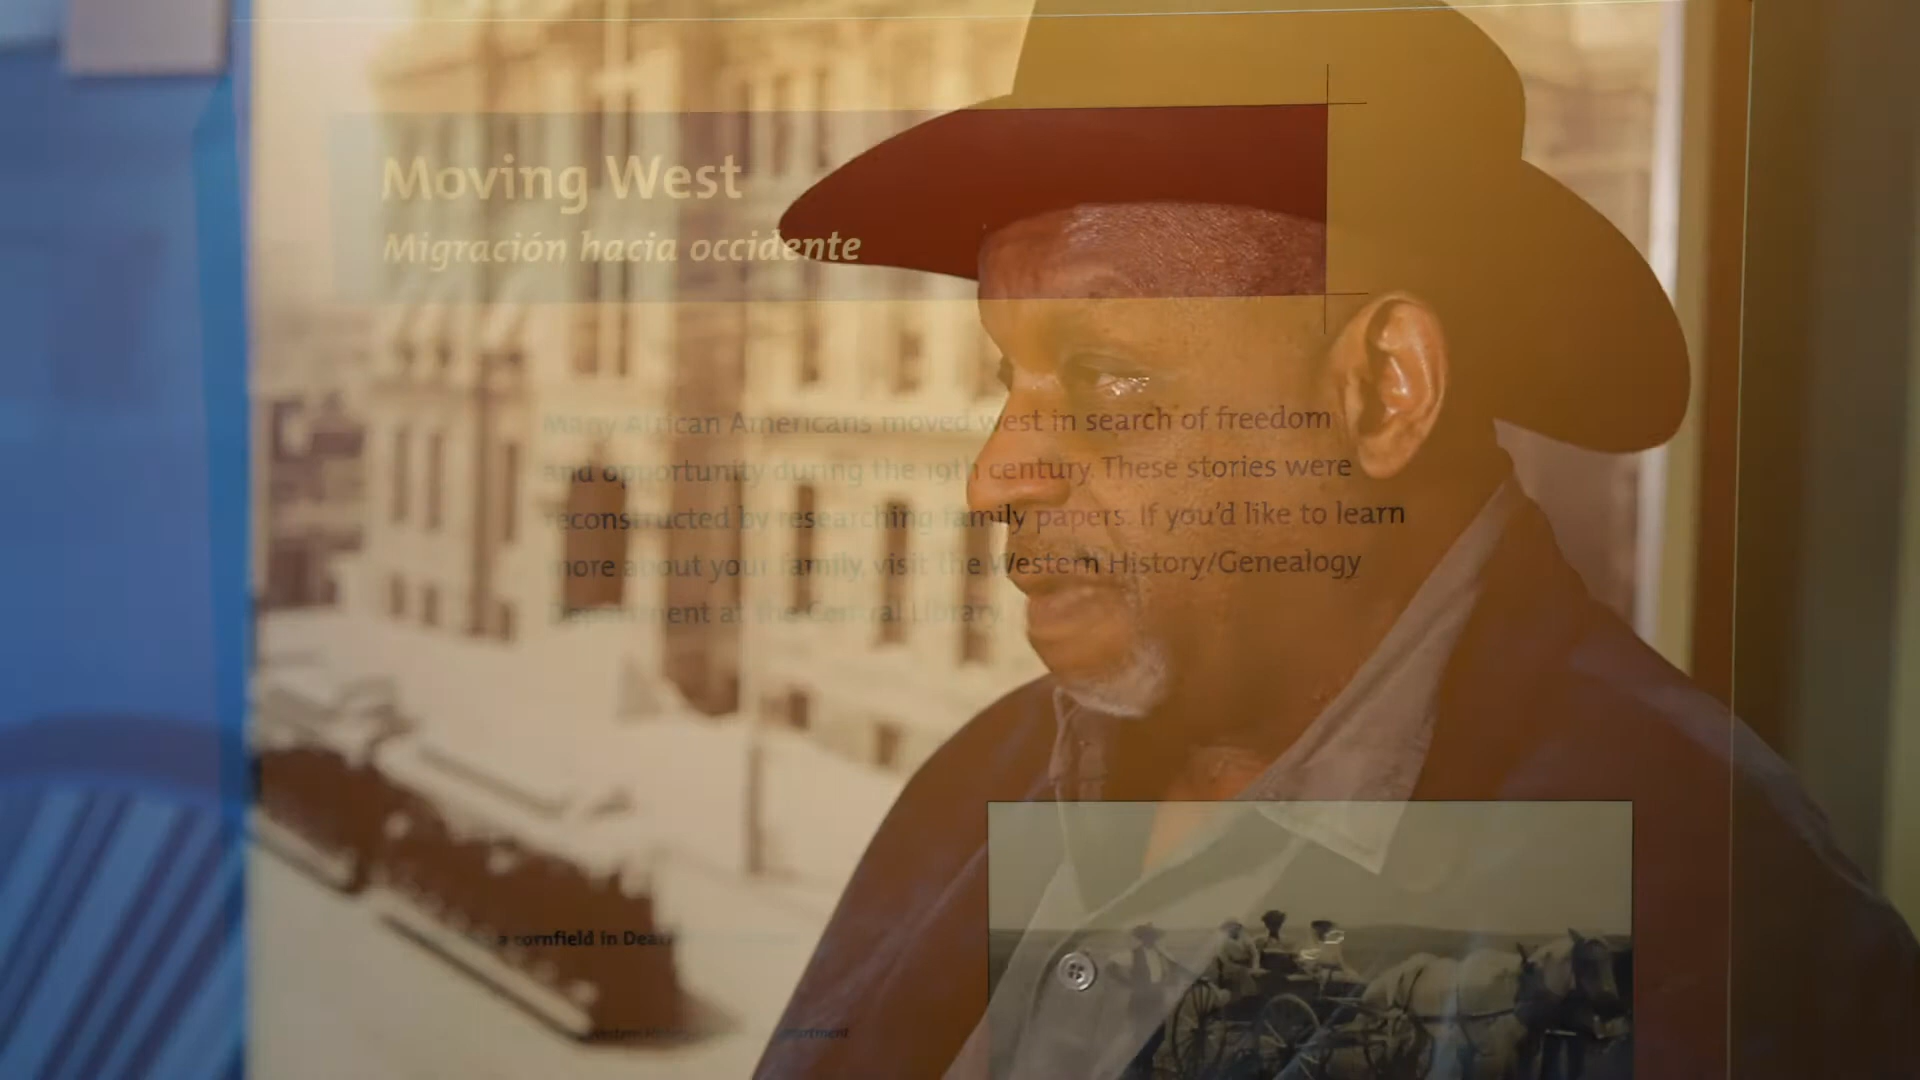 Moving West
Migración hacia occidente
Many African Americans moved west in search of freedom
and opportunity during the 19th century. These stories were
reconstructed by researching family papers. If you'd like to learn
more about your family, visit the Western History/Genealogy
Department at the Central Library.
a cornfield in Dear
Western